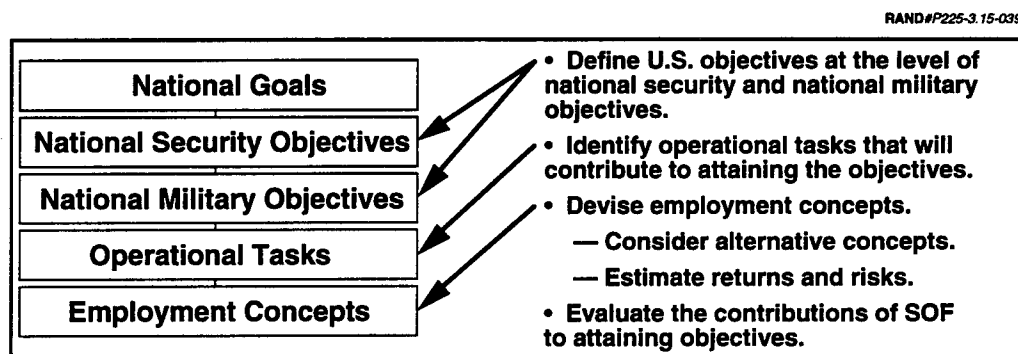 RAND#P225-3.15-039
National Goals
National Security Objectives
National Military Objectives
Operational Tasks
Employment Concepts
• Define U.S. objectives at the level of
national security and national military
objectives.
• Identify operational tasks that will
contribute to attaining the objectives.
• Devise employment concepts.
— Consider alternative concepts.
— Estimate returns and risks.
• Evaluate the contributions of SOF
to attaining objectives.